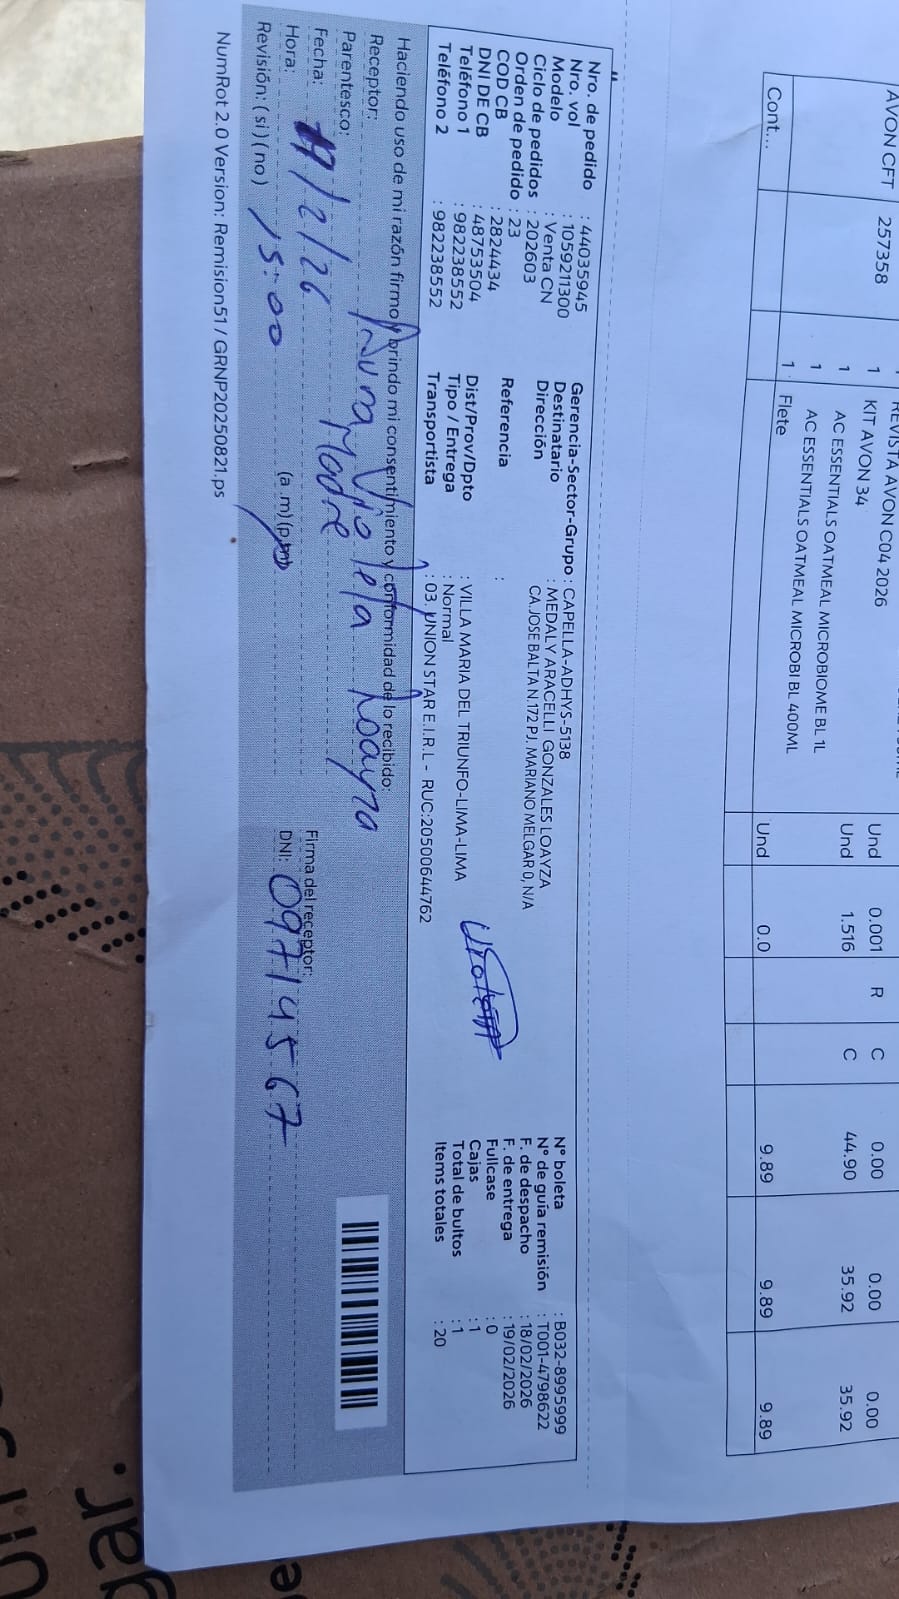 AVON CFT 257358 1 REVISTA AVON C04 2026
1 KIT AVON 34 Und 0.001 R C 0.00 0.00 0.00
1 AC ESSENTIALS OATMEAL MICROBIOME BL 1L Und 1.516 C 44.90 35.92 35.92
1 AC ESSENTIALS OATMEAL MICROBI BL 400ML
Cont... 1 Flete Und 0.0 9.89 9.89 9.89
Nro. de pedido : 44035945
Nro. vol : 1059211300
Modelo : Venta CN
Ciclo de pedidos : 202603
Orden de pedido : 23
COD CB : 2824434
DNI DE CB : 48753504
Teléfono 1 : 982238552
Teléfono 2 : 982238552
Gerencia-Sector-Grupo : CAPELLA-ADHYS-5138
Destinatario : MEDALY ARACELLI GONZALES LOAYZA
Dirección CA.JOSE BALTA N.172 PJ. MARIANO MELGAR 0, N/A
Referencia :
Dist/Prov/Dpto : VILLA MARIA DEL TRIUNFO-LIMA-LIMA
Tipo / Entrega : Normal
Transportista : 03. UNION STAR E.I.R.L - RUC:20500644762
N° boleta : B032-8995999
N° de guía remisión : T001-4798622
F. de despacho : 18/02/2026
F. de entrega : 19/02/2026
Fullcase : 0
Cajas : 1
Total de bultos : 1
Items totales : 20
Haciendo uso de mi razón firmo y brindo mi consentimiento y conformidad de lo recibido:
Receptor: Violeta Loayza
Parentesco: Madre
Fecha: 19/2/26
Firma del receptor:
Hora: 15:00 (a .m) (p.m)
DNI: 09714567
Revisión: ( si ) ( no )
NumRot 2.0 Version: Remision51 / GRNP20250821.ps